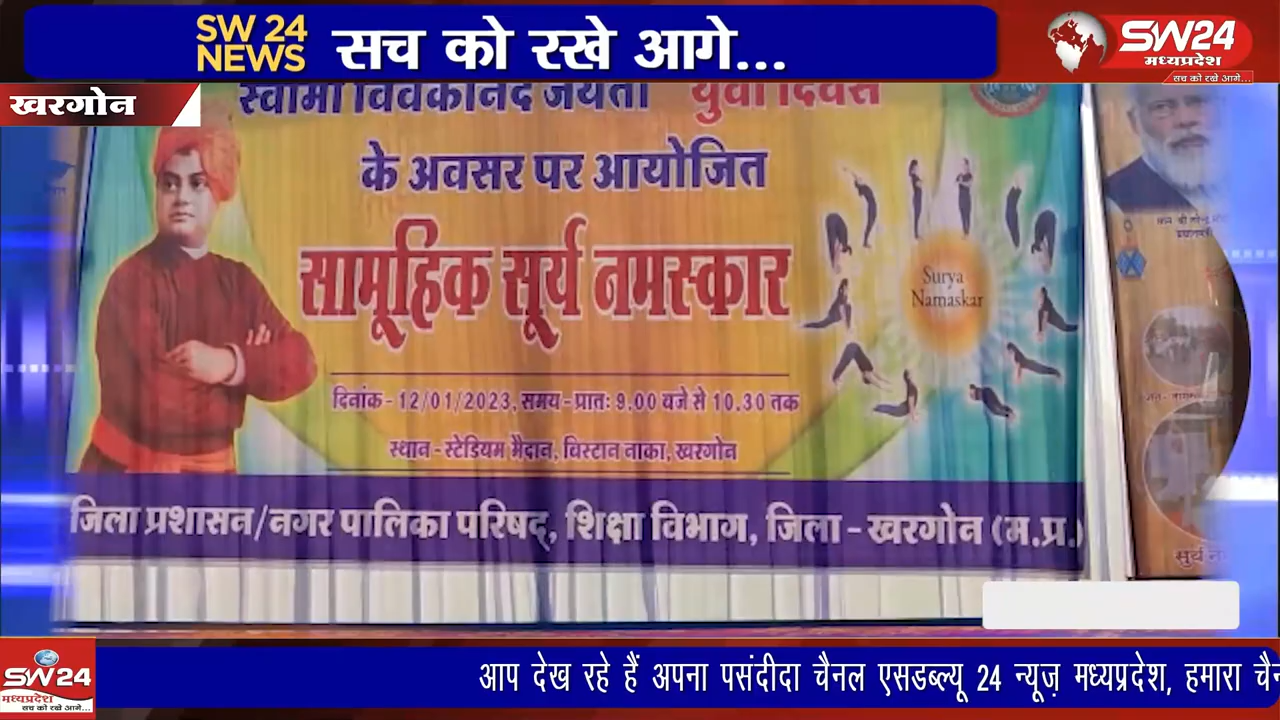 SW 24
NEWS
सच को रखे आगे...
SW24
मध्यप्रदेश
सच को रखे आगे...
खरगोन
स्वामी विवेकानंद जयंती युवा दिवस
के अवसर पर आयोजित
सामूहिक सूर्य नमस्कार
Surya
Namaskar
दिनांक - 12/01/2023, समय - प्रातः 9.00 बजे से 10.30 तक
स्थान - स्टेडियम मैदान, बिस्टान नाका, खरगोन
जिला प्रशासन/नगर पालिका परिषद्, शिक्षा विभाग, जिला - खरगोन (म.प्र.)
SW24
मध्यप्रदेश
सच को रखे आगे...
आप देख रहे हैं अपना पसंदीदा चैनल एसडब्ल्यू 24 न्यूज़ मध्यप्रदेश, हमारा